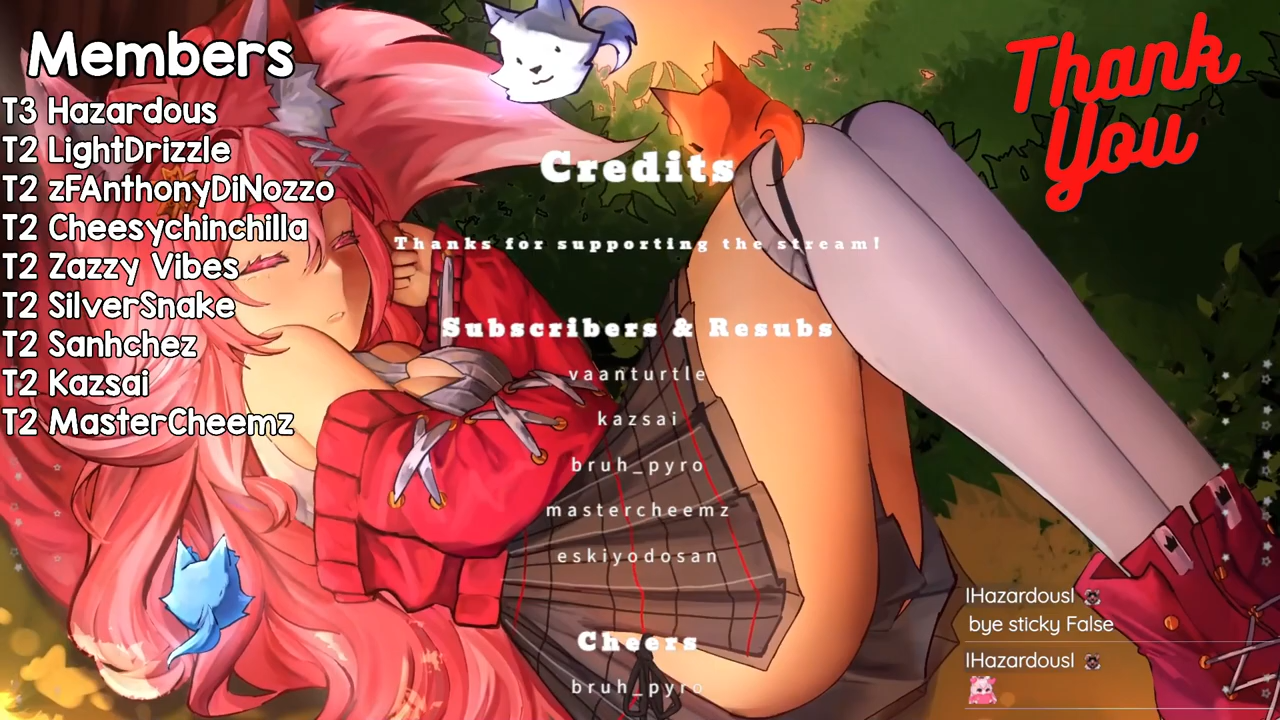 Members
T3 Hazardous
T2 LightDrizzle
T2 zFAnthonyDiNozzo
T2 Cheesychinchilla
T2 Zazzy Vibes
T2 SilverSnake
T2 Sanhchez
T2 Kazsai
T2 MasterCheemz
Credits
Thanks for supporting the stream!
Subscribers & Resubs
vaanturtle
kazsai
bruh_pyro
mastercheemz
eskiyodosan
Cheers
bruh_pyro
Thank
You
lHazardousl
bye sticky False
lHazardousl